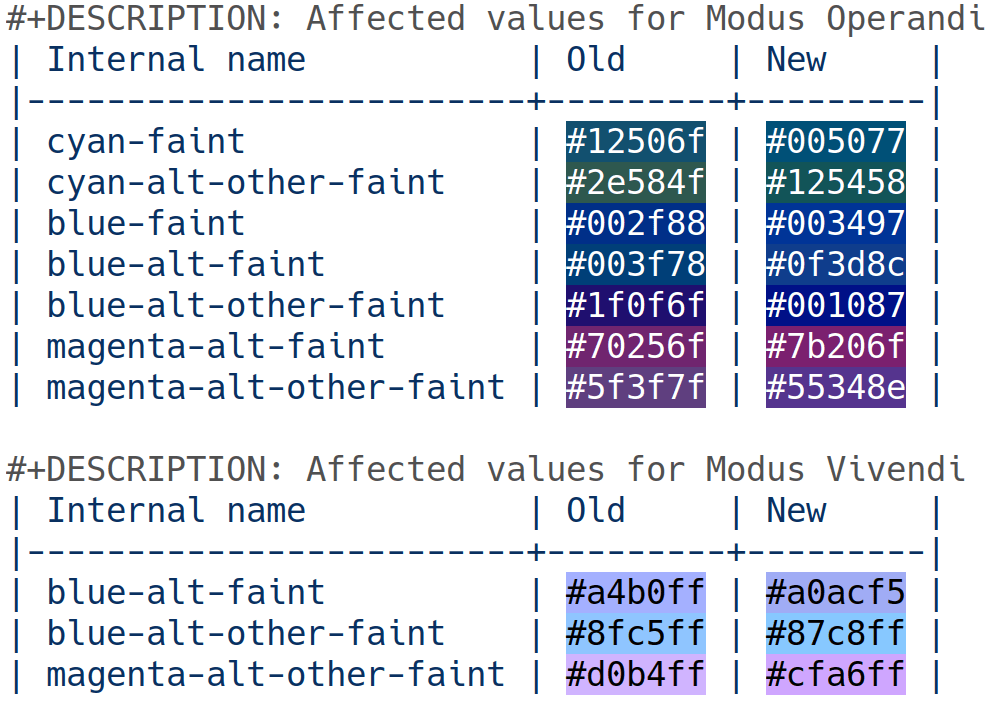 #+DESCRIPTION: Affected values for Modus Operandi
| Internal name           | Old     | New     |
|-------------------------+---------+---------|
| cyan-faint              | #12506f | #005077 |
| cyan-alt-other-faint    | #2e584f | #125458 |
| blue-faint              | #002f88 | #003497 |
| blue-alt-faint          | #003f78 | #0f3d8c |
| blue-alt-other-faint    | #1f0f6f | #001087 |
| magenta-alt-faint       | #70256f | #7b206f |
| magenta-alt-other-faint | #5f3f7f | #55348e |

#+DESCRIPTION: Affected values for Modus Vivendi
| Internal name           | Old     | New     |
|-------------------------+---------+---------|
| blue-alt-faint          | #a4b0ff | #a0acf5 |
| blue-alt-other-faint    | #8fc5ff | #87c8ff |
| magenta-alt-other-faint | #d0b4ff | #cfa6ff |